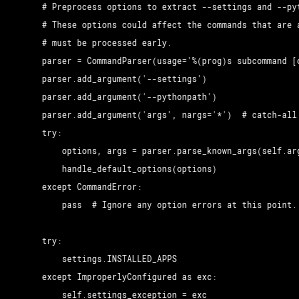 # Preprocess options to extract --settings and --pyt
# These options could affect the commands that are a
# must be processed early.
parser = CommandParser(usage='%(prog)s subcommand [o
parser.add_argument('--settings')
parser.add_argument('--pythonpath')
parser.add_argument('args', nargs='*')  # catch-all
try:
    options, args = parser.parse_known_args(self.arg
    handle_default_options(options)
except CommandError:
    pass  # Ignore any option errors at this point.
try:
    settings.INSTALLED_APPS
except ImproperlyConfigured as exc:
    self.settings_exception = exc